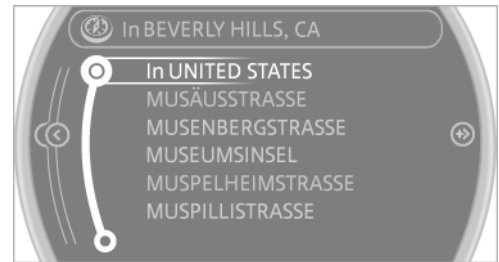 In BEVERLY HILLS, CA
In UNITED STATES
MUSÄUSSTRASSE
MUSENBERGSTRASSE
MUSEUMSINSEL
MUSPELHEIMSTRASSE
MUSPILLISTRASSE